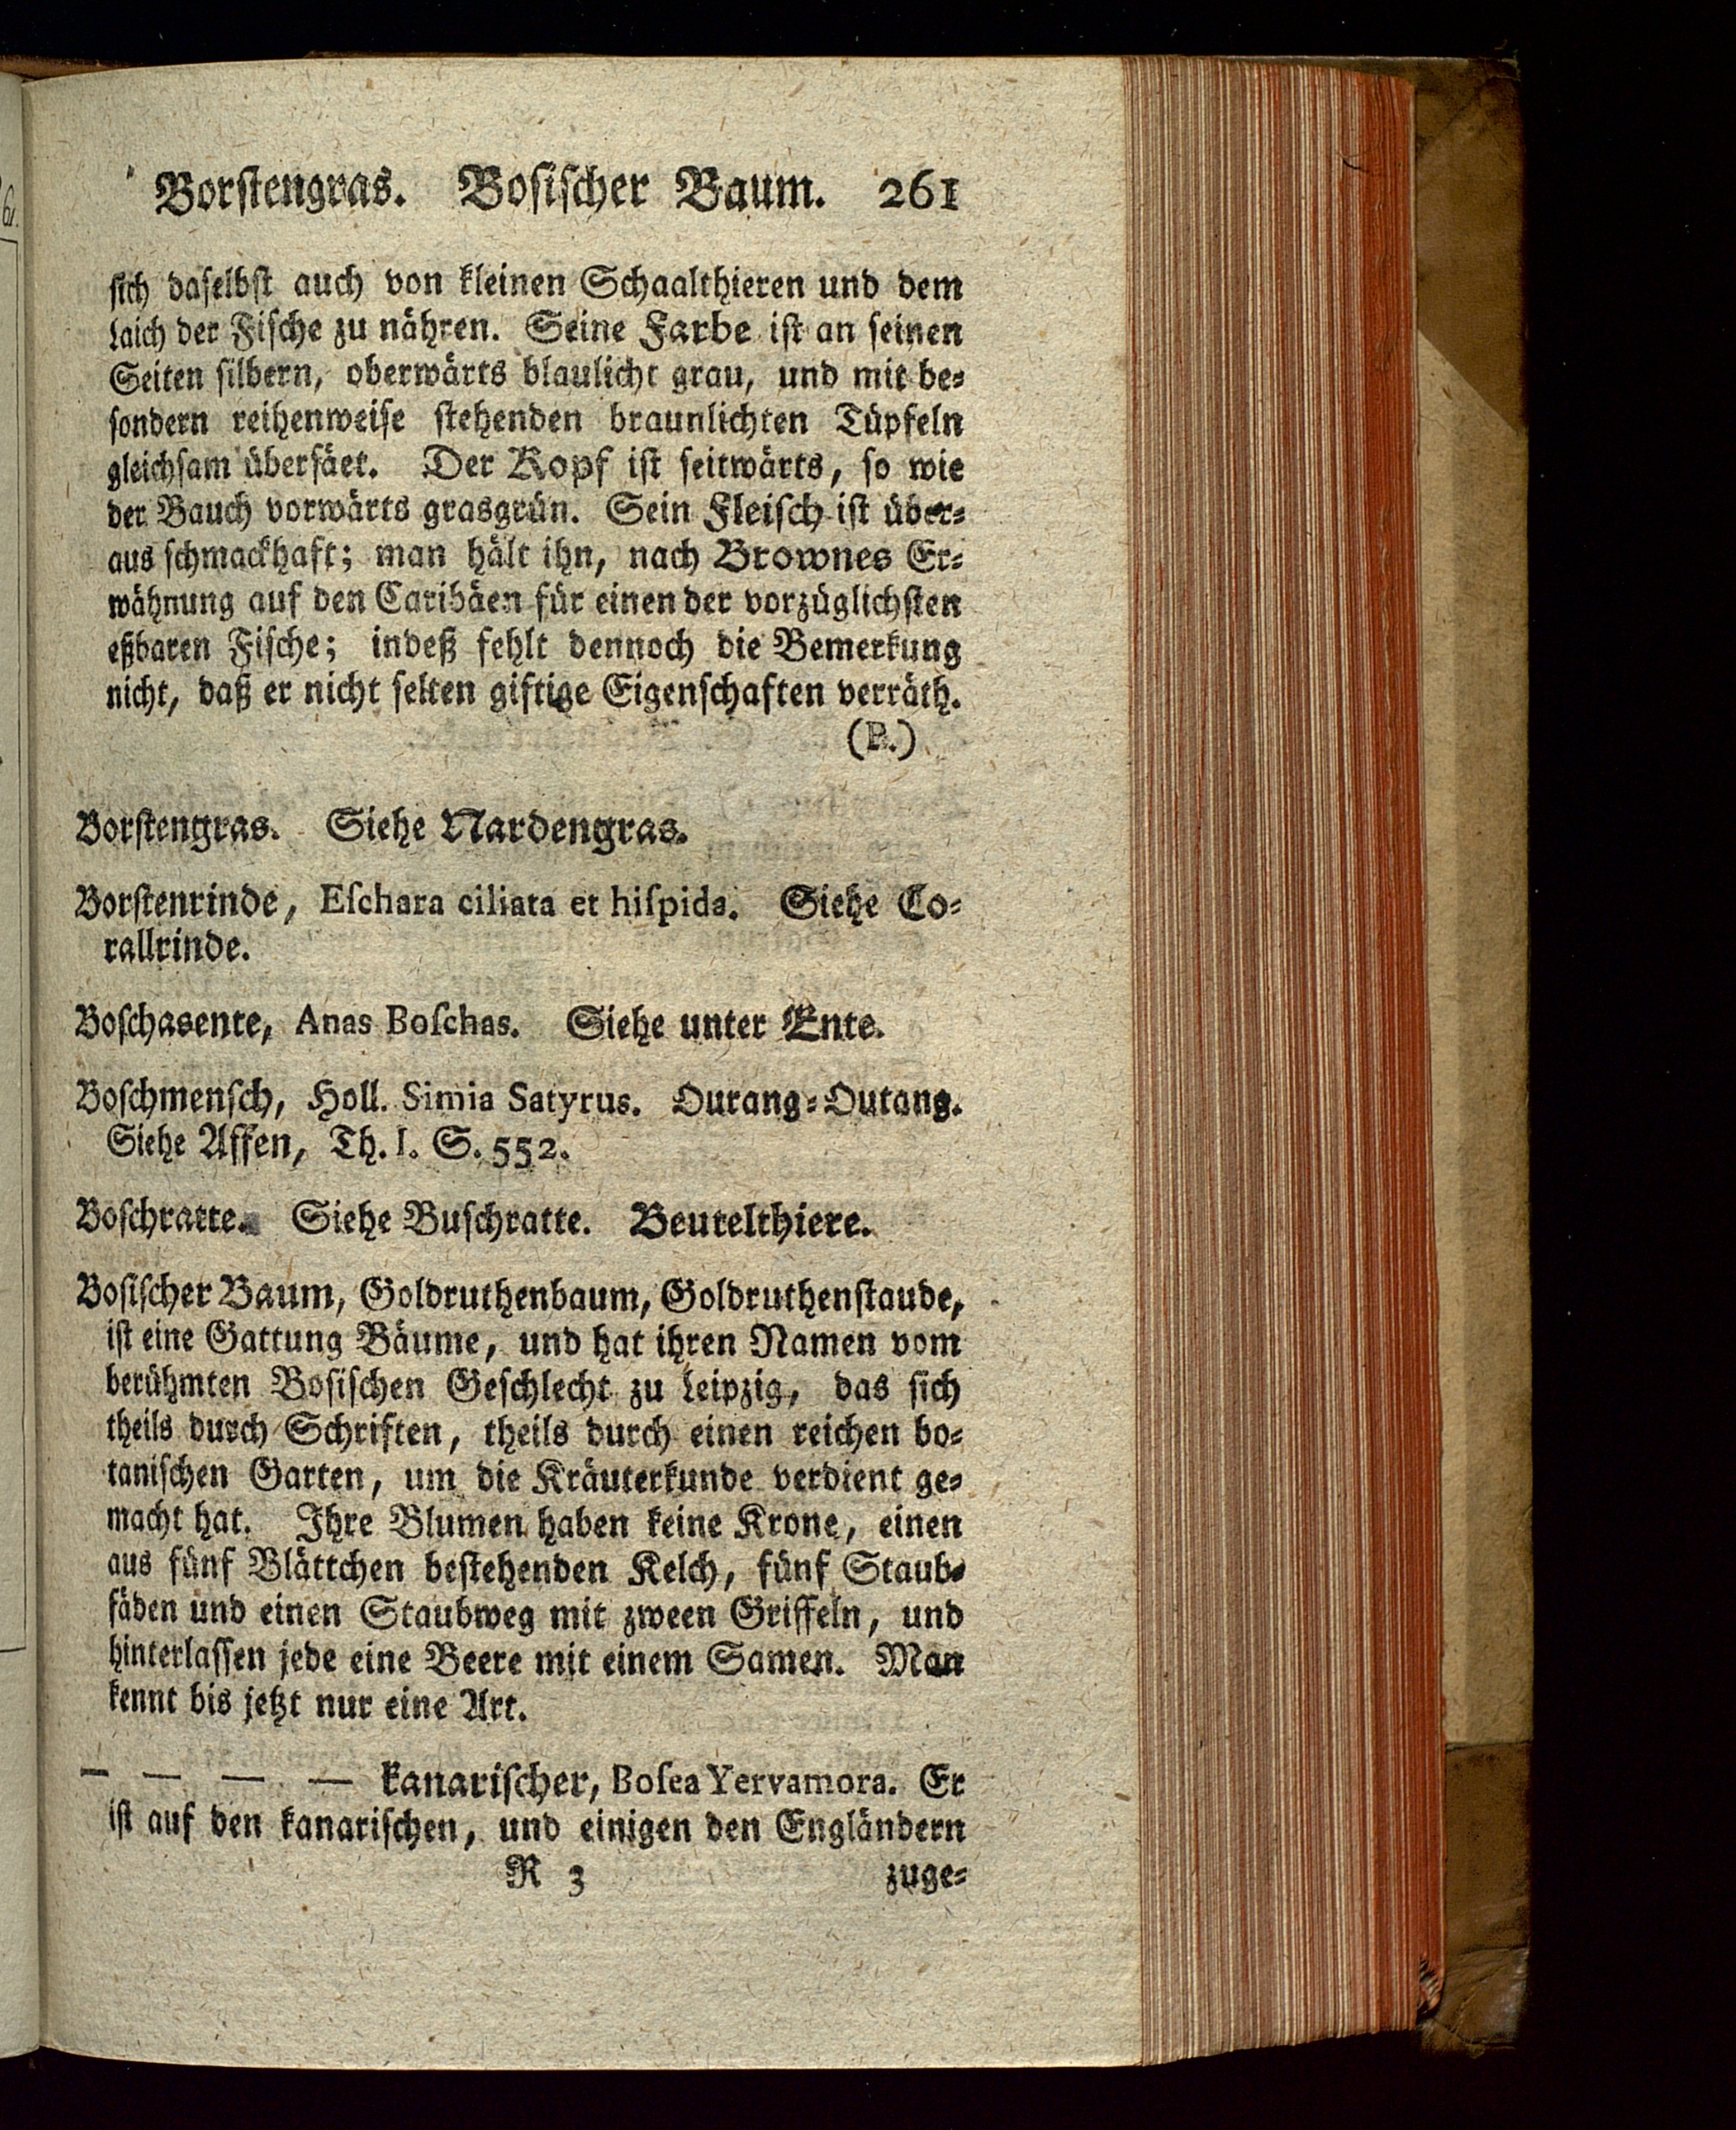 Borſtengras. Boſiſcher Baum. 261
ſich daſelbſt auch von kleinen Schaalthieren und dem
Laich der Fiſche zu nähren. Seine Farbe iſt an ſeinen
Seiten ſilbern, oberwärts blaulicht grau, und mit be-
ſondern reihenweiſe ſtehenden braunlichten Tüpfeln
gleichſam überſäet. Der Kopf iſt ſeitwärts, ſo wie
der Bauch vorwärts grasgrün. Sein Fleiſch iſt über-
aus ſchmackhaft; man hält ihn, nach Brownes Er-
wähnung auf den Caribäen für einen der vorzüglichſten
eßbaren Fiſche; indeß fehlt dennoch die Bemerkung
nicht, daß er nicht ſelten giftige Eigenſchaften verräth.
(B.)
Borſtengras. Siehe Nardengras.
Borſtenrinde, Eſchara ciliata et hiſpida. Siehe Co-
rallrinde.
Boſchasente, Anas Boſchas. Siehe unter Ente.
Boſchmenſch, Holl. Simia Satyrus. Ourang-Outang.
Siehe Affen, Th. I. S. 552.
Boſchratte. Siehe Buſchratte. Beutelthiere.
Boſiſcher Baum, Goldruthenbaum, Goldruthenſtaude,
iſt eine Gattung Bäume, und hat ihren Namen vom
berühmten Boſiſchen Geſchlecht zu Leipzig, das ſich
theils durch Schriften, theils durch einen reichen bo-
taniſchen Garten, um die Kräuterkunde verdient ge-
macht hat. Ihre Blumen haben keine Krone, einen
aus fünf Blättchen beſtehenden Kelch, fünf Staub-
fäden und einen Staubweg mit zween Griffeln, und
hinterlaſſen jede eine Beere mit einem Samen. Man
kennt bis jetzt nur eine Art.
— — — — kanariſcher, Boſea Yervamora. Er
iſt auf den kanariſchen, und einigen den Engländern
R 3 zuge-